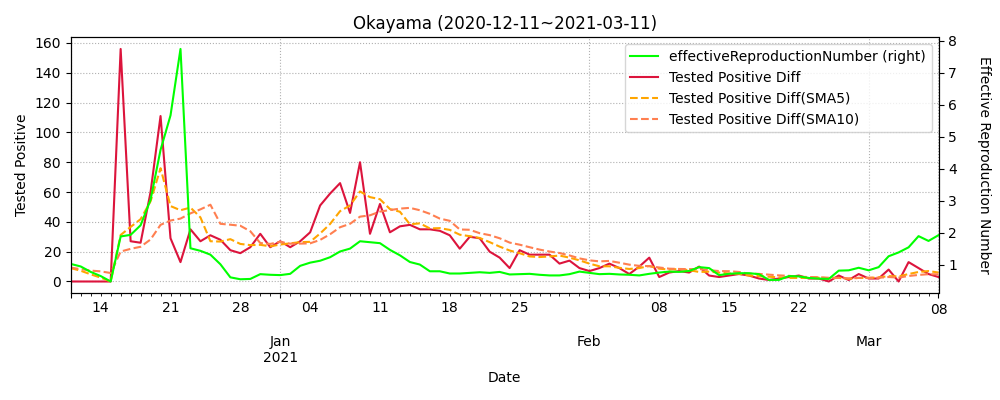 Okayama (2020-12-11~2021-03-11)
effectiveReproductionNumber (right)
Tested Positive Diff
Tested Positive Diff(SMA5)
Tested Positive Diff(SMA10)
Tested Positive
160
140
120
100
80
60
40
20
0
8
7
6
5
4
3
2
1
Effective Reproduction Number
14 21 28 04 11 18 25 08 15 22 08
Jan Feb Mar
2021
Date